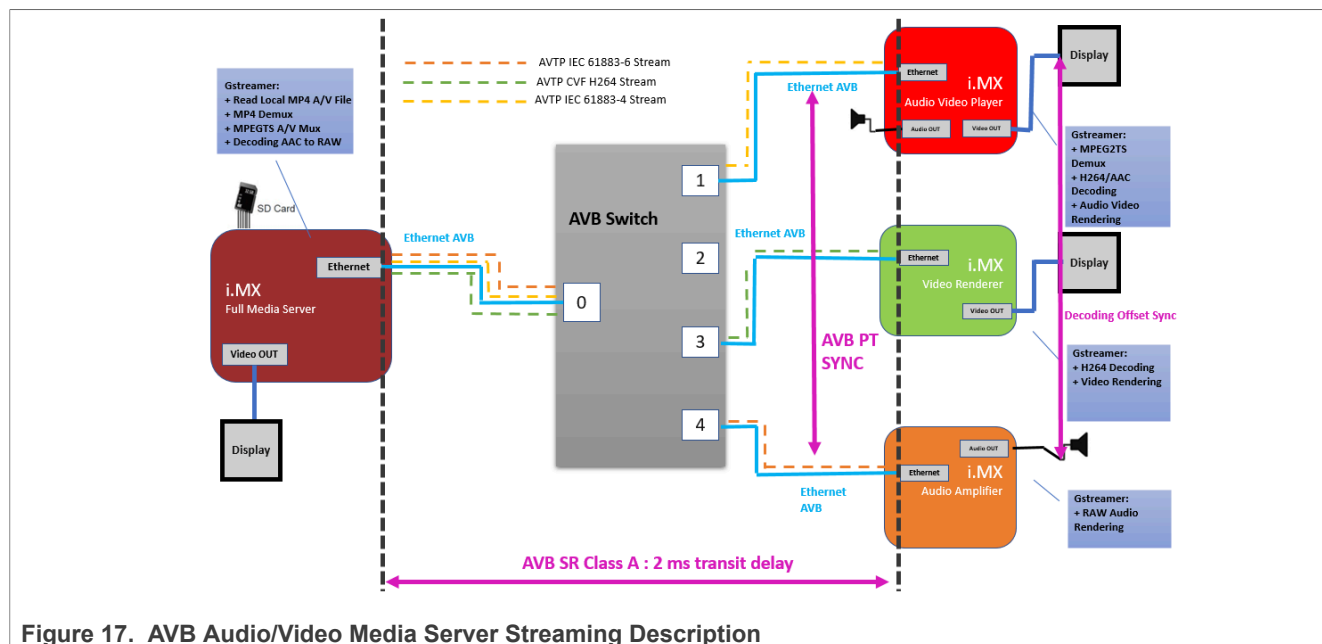 AVTP IEC 61883-6 Stream
AVTP CVF H264 Stream
AVTP IEC 61883-4 Stream
Gstreamer:
+ Read Local MP4 A/V File
+ MP4 Demux
+ MPEGTS A/V Mux
+ Decoding AAC to RAW
SD Card
Ethernet AVB
Ethernet
i.MX
Full Media Server
Video OUT
Display
AVB Switch
0
1
2
3
4
Ethernet AVB
Ethernet AVB
Ethernet
AVB
AVB PT
SYNC
Ethernet
i.MX
Audio Video Player
Audio OUT
Video OUT
Display
Gstreamer:
+ MPEG2TS
Demux
+ H264/AAC
Decoding
+ Audio Video
Rendering
Ethernet
i.MX
Video Renderer
Video OUT
Display
Decoding Offset Sync
Gstreamer:
+ H264 Decoding
+ Video Rendering
Audio OUT
Ethernet
i.MX
Audio Amplifier
Gstreamer:
+ RAW Audio
Rendering
AVB SR Class A : 2 ms transit delay
Figure 17. AVB Audio/Video Media Server Streaming Description